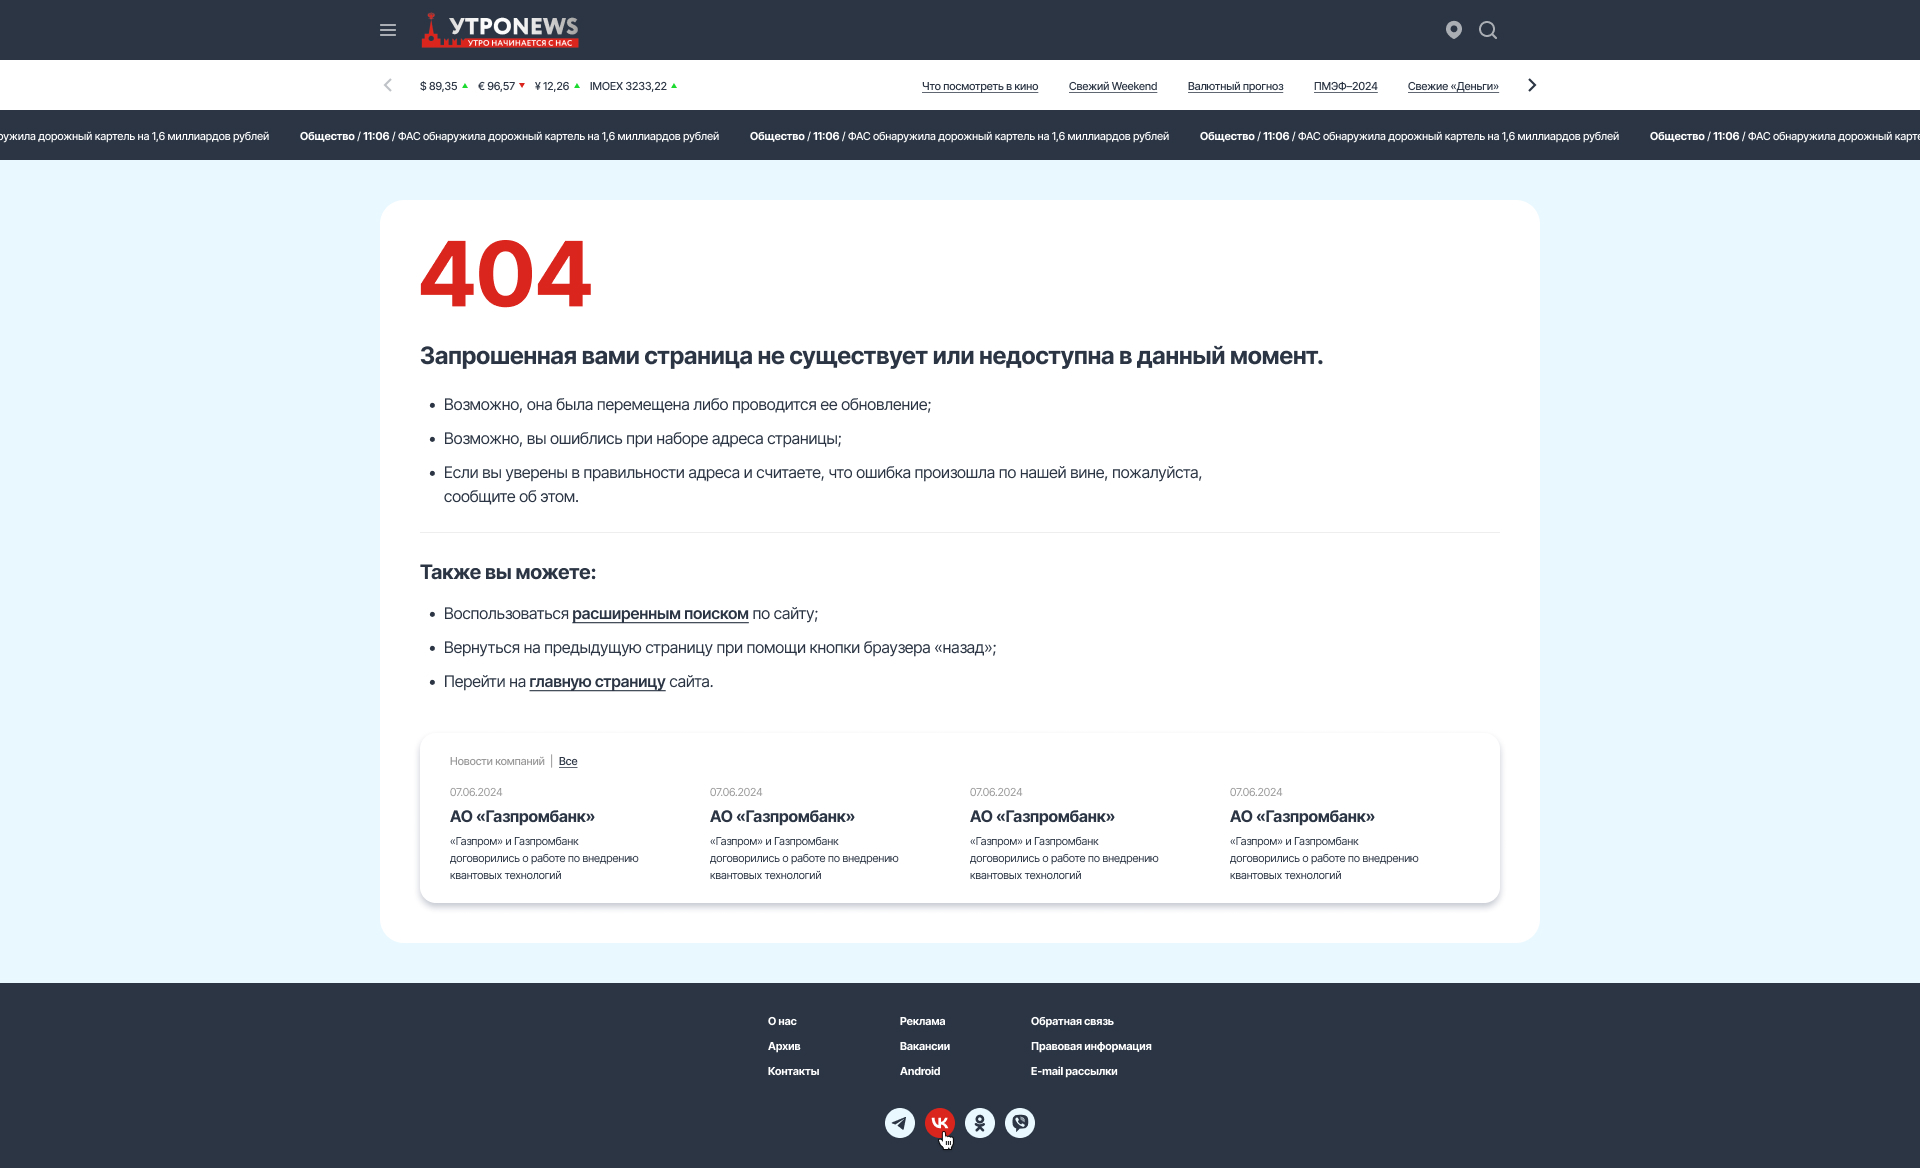 УТРОNEWS
УТРО НАЧИНАЕТСЯ С НАС
$ 89,35 € 96,57 ¥ 12,26 IMOEX 3233,22
Что посмотреть в кино Свежий Weekend Валютный прогноз ПМЭФ–2024 Свежие «Деньги»
ружила дорожный картель на 1,6 миллиардов рублей Общество / 11:06 / ФАС обнаружила дорожный картель на 1,6 миллиардов рублей Общество / 11:06 / ФАС обнаружила дорожный картель на 1,6 миллиардов рублей Общество / 11:06 / ФАС обнаружила дорожный картель на 1,6 миллиардов рублей Общество / 11:06 / ФАС обнаружила дорожный карте
404
Запрошенная вами страница не существует или недоступна в данный момент.
• Возможно, она была перемещена либо проводится ее обновление;
• Возможно, вы ошиблись при наборе адреса страницы;
• Если вы уверены в правильности адреса и считаете, что ошибка произошла по нашей вине, пожалуйста,
сообщите об этом.
Также вы можете:
• Воспользоваться расширенным поиском по сайту;
• Вернуться на предыдущую страницу при помощи кнопки браузера «назад»;
• Перейти на главную страницу сайта.
Новости компаний | Все
07.06.2024
АО «Газпромбанк»
«Газпром» и Газпромбанк
договорились о работе по внедрению
квантовых технологий
07.06.2024
АО «Газпромбанк»
«Газпром» и Газпромбанк
договорились о работе по внедрению
квантовых технологий
07.06.2024
АО «Газпромбанк»
«Газпром» и Газпромбанк
договорились о работе по внедрению
квантовых технологий
07.06.2024
АО «Газпромбанк»
«Газпром» и Газпромбанк
договорились о работе по внедрению
квантовых технологий
О нас
Архив
Контакты
Реклама
Вакансии
Android
Обратная связь
Правовая информация
E-mail рассылки